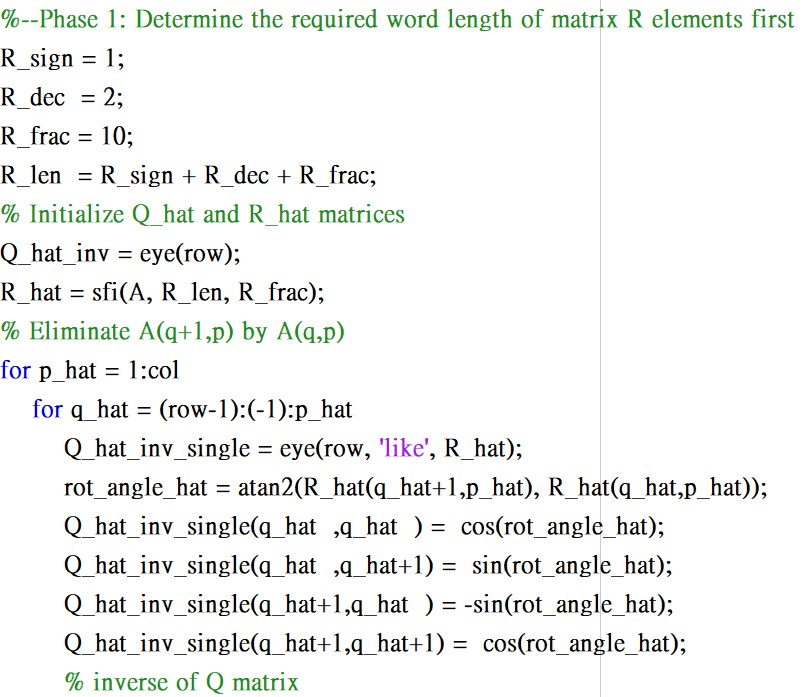 %--Phase 1: Determine the required word length of matrix R elements first
R_sign = 1;
R_dec  = 2;
R_frac = 10;
R_len  = R_sign + R_dec + R_frac;
% Initialize Q_hat and R_hat matrices
Q_hat_inv = eye(row);
R_hat = sfi(A, R_len, R_frac);
% Eliminate A(q+1,p) by A(q,p)
for p_hat = 1:col
    for q_hat = (row-1):(-1):p_hat
        Q_hat_inv_single = eye(row, 'like', R_hat);
        rot_angle_hat = atan2(R_hat(q_hat+1,p_hat), R_hat(q_hat,p_hat));
        Q_hat_inv_single(q_hat  ,q_hat  ) =  cos(rot_angle_hat);
        Q_hat_inv_single(q_hat  ,q_hat+1) =  sin(rot_angle_hat);
        Q_hat_inv_single(q_hat+1,q_hat  ) = -sin(rot_angle_hat);
        Q_hat_inv_single(q_hat+1,q_hat+1) =  cos(rot_angle_hat);
        % inverse of Q matrix